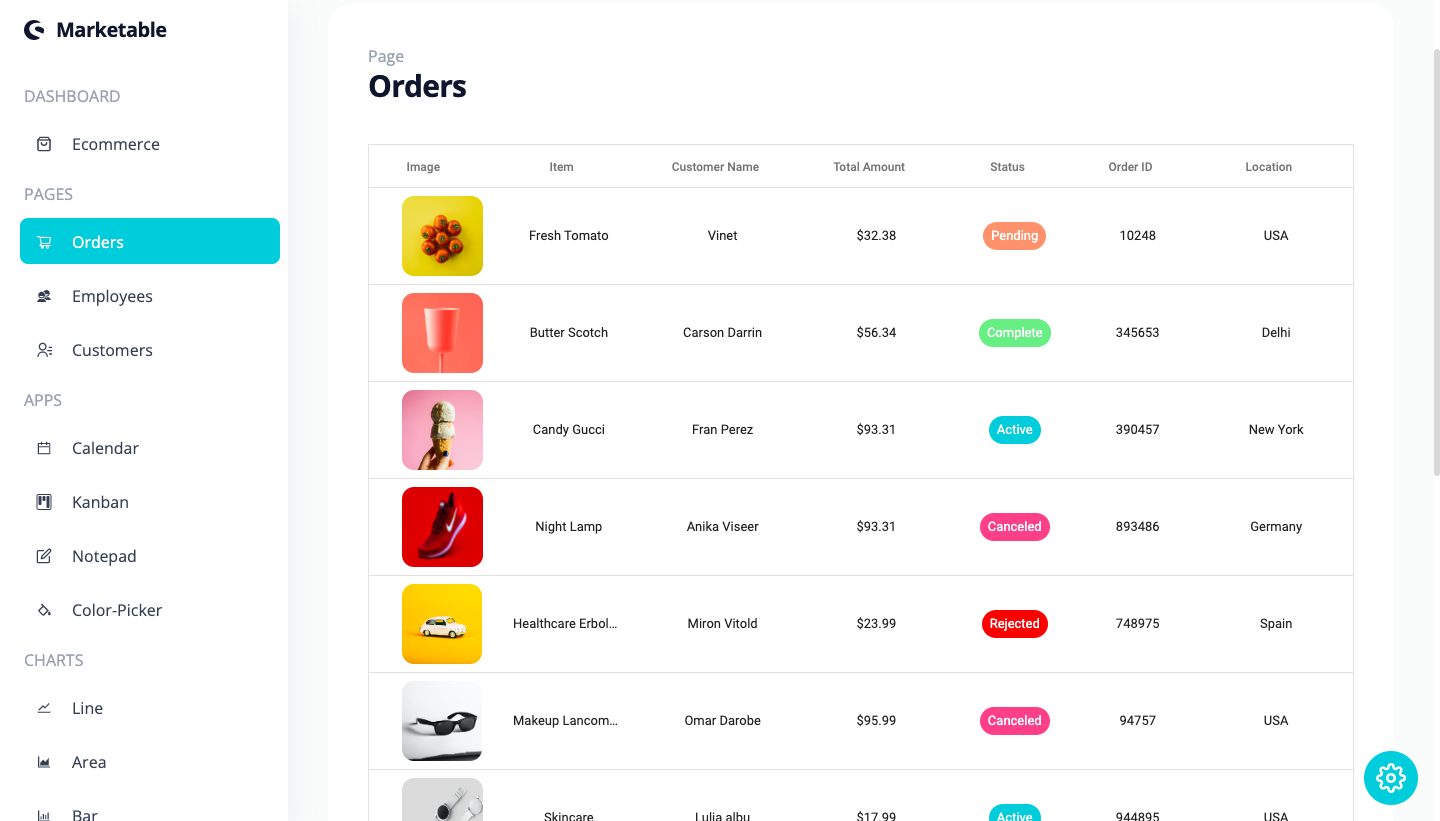 Marketable
DASHBOARD
Ecommerce
PAGES
Orders
Employees
Customers
APPS
Calendar
Kanban
Notepad
Color-Picker
CHARTS
Line
Area
Bar
Page
Orders
Image Item Customer Name Total Amount Status Order ID Location
Fresh Tomato Vinet $32.38 Pending 10248 USA
Butter Scotch Carson Darrin $56.34 Complete 345653 Delhi
Candy Gucci Fran Perez $93.31 Active 390457 New York
Night Lamp Anika Viseer $93.31 Canceled 893486 Germany
Healthcare Erbol... Miron Vitold $23.99 Rejected 748975 Spain
Makeup Lancom... Omar Darobe $95.99 Canceled 94757 USA
Skincare Lulia albu $17.99 Active 944895 USA